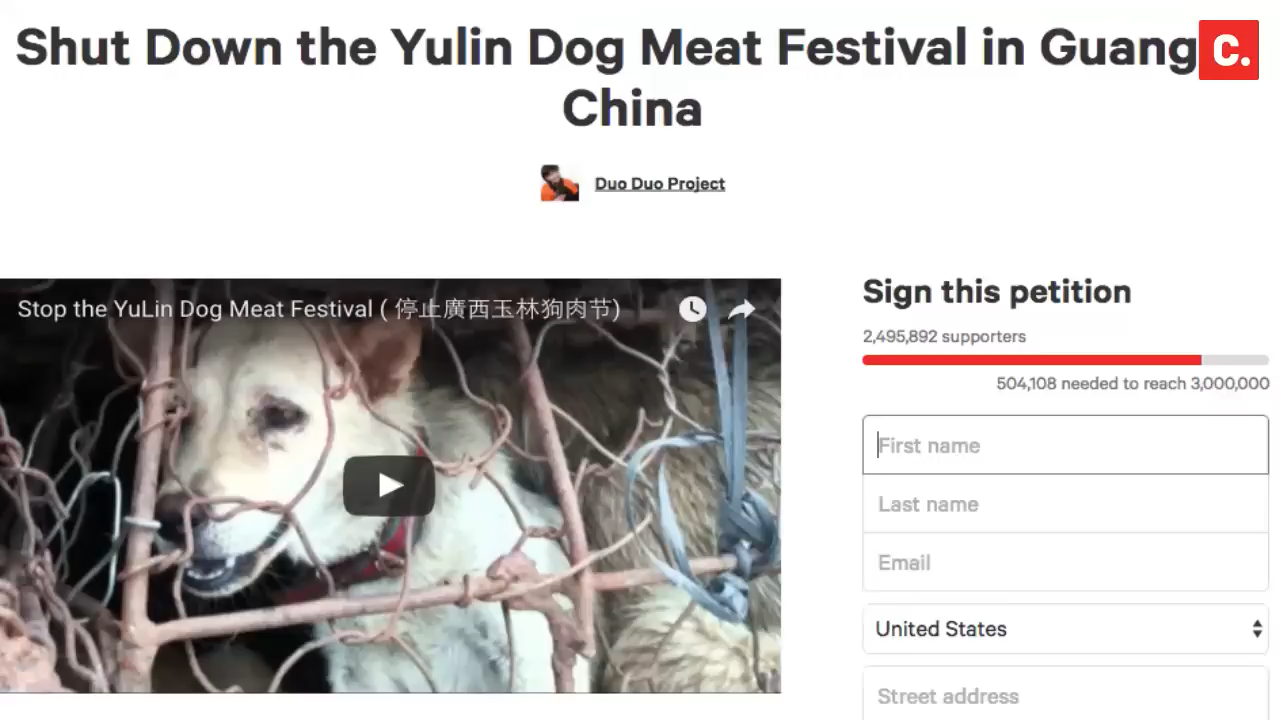 Shut Down the Yulin Dog Meat Festival in Guang
C.
China
Duo Duo Project
Stop the YuLin Dog Meat Festival ( 停止廣西玉林狗肉节)
Sign this petition
2,495,892 supporters
504,108 needed to reach 3,000,000
First name
Last name
Email
United States
Street address